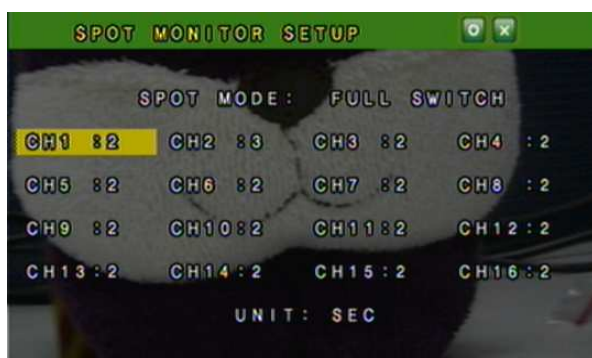 SPOT MONITOR SETUP
SPOT MODE: FULL SWITCH
CH1 :2 CH2 :3 CH3 :2 CH4 :2
CH5 :2 CH6 :2 CH7 :2 CH8 :2
CH9 :2 CH10:2 CH11:2 CH12:2
CH13:2 CH14:2 CH15:2 CH16:2
UNIT: SEC